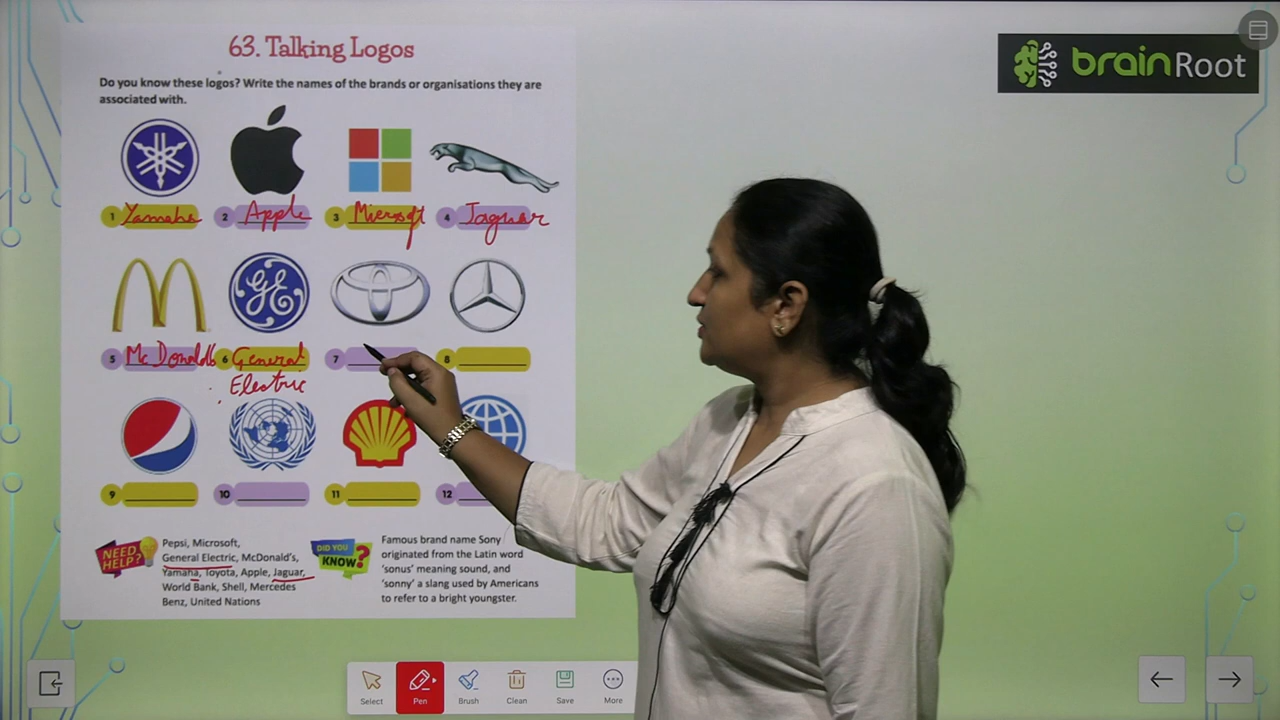 63. Talking Logos
brainRoot
Do you know these logos? Write the names of the brands or organisations they are
associated with.
1 Yamaha 2 Apple 3 Microsoft 4 Jaguar
GE
5 McDonalds 6 General Electric 7 8
9 10 11 12
NEED HELP?
Pepsi, Microsoft,
General Electric, McDonald's,
Yamaha, Toyota, Apple, Jaguar,
World Bank, Shell, Mercedes
Benz, United Nations
DID YOU KNOW?
Famous brand name Sony
originated from the Latin word
'sonus' meaning sound, and
'sonny' a slang used by Americans
to refer to a bright youngster.
Select Pen Brush Clean Save More